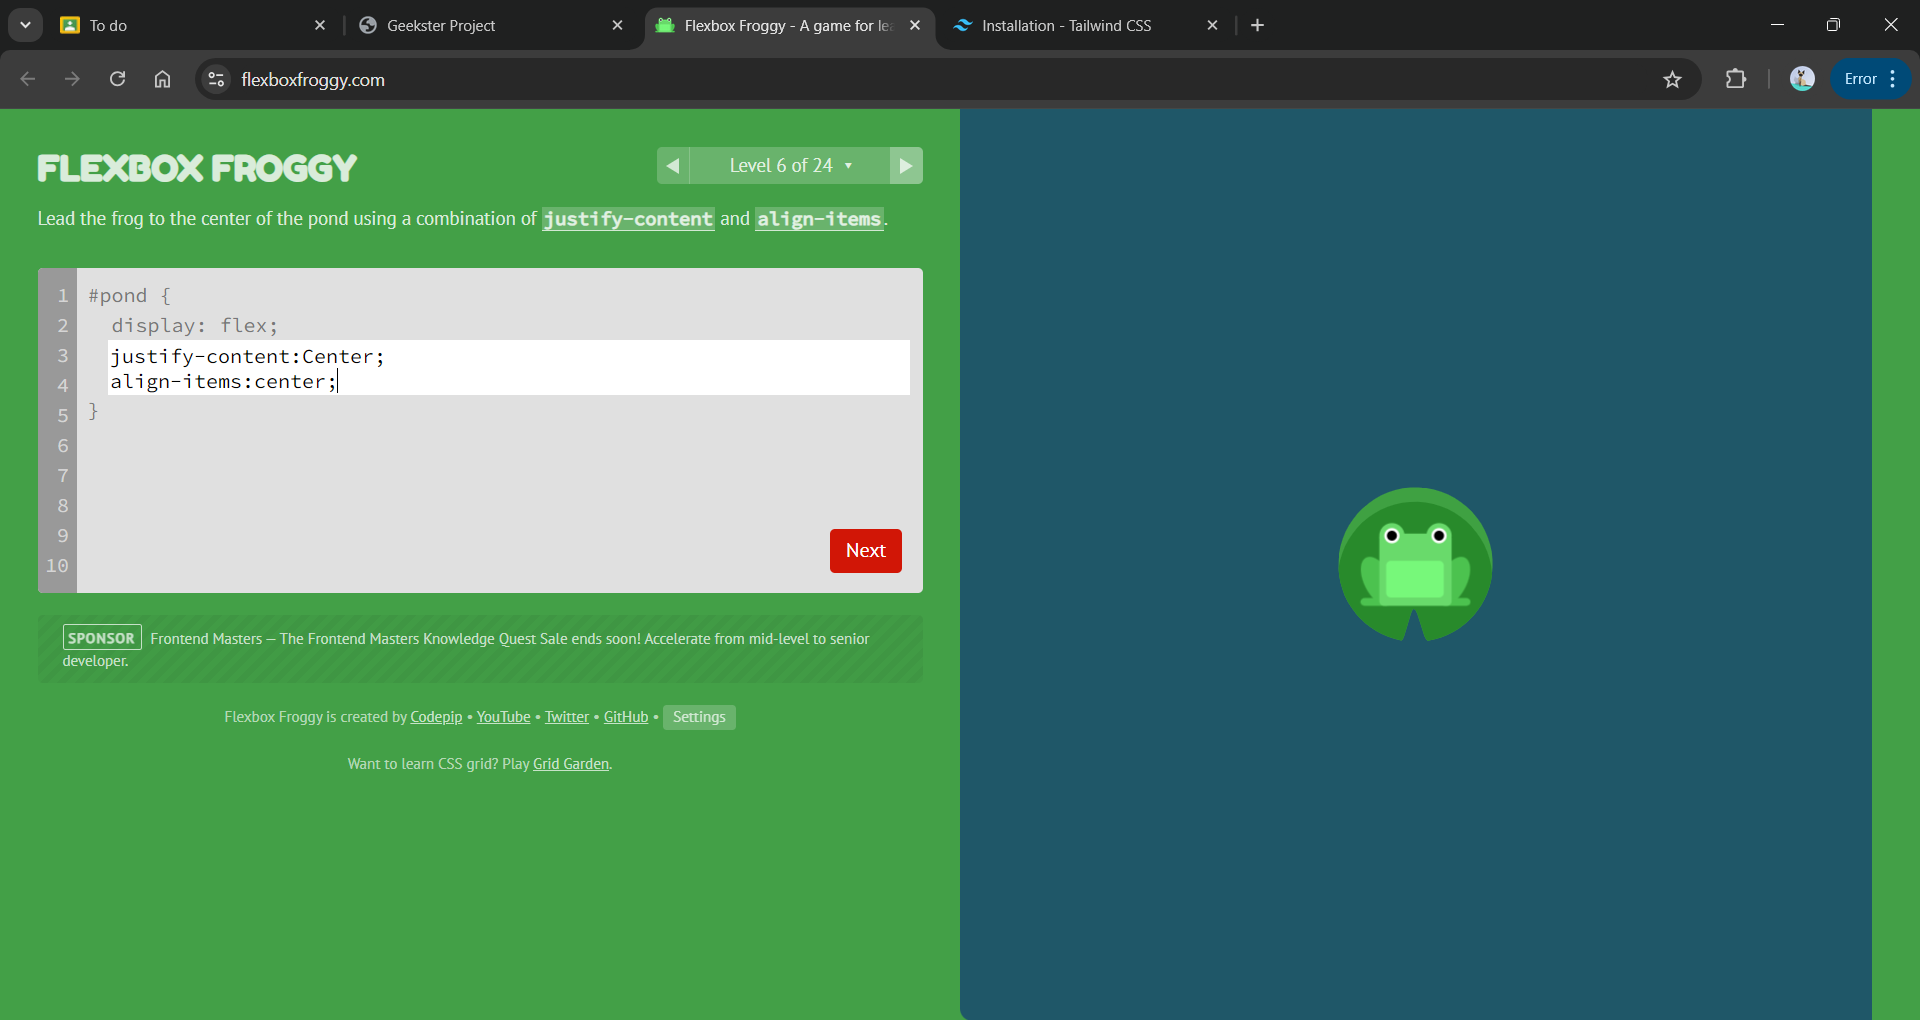 To do
Geekster Project
Flexbox Froggy - A game for le
Installation - Tailwind CSS
flexboxfroggy.com
Error
FLEXBOX FROGGY
Level 6 of 24
Lead the frog to the center of the pond using a combination of justify-content and align-items.
1 #pond {
2 display: flex;
3 justify-content:Center;
4 align-items:center;
5 }
6
7
8
9
10
Next
SPONSOR Frontend Masters — The Frontend Masters Knowledge Quest Sale ends soon! Accelerate from mid-level to senior
developer.
Flexbox Froggy is created by Codepip • YouTube • Twitter • GitHub • Settings
Want to learn CSS grid? Play Grid Garden.